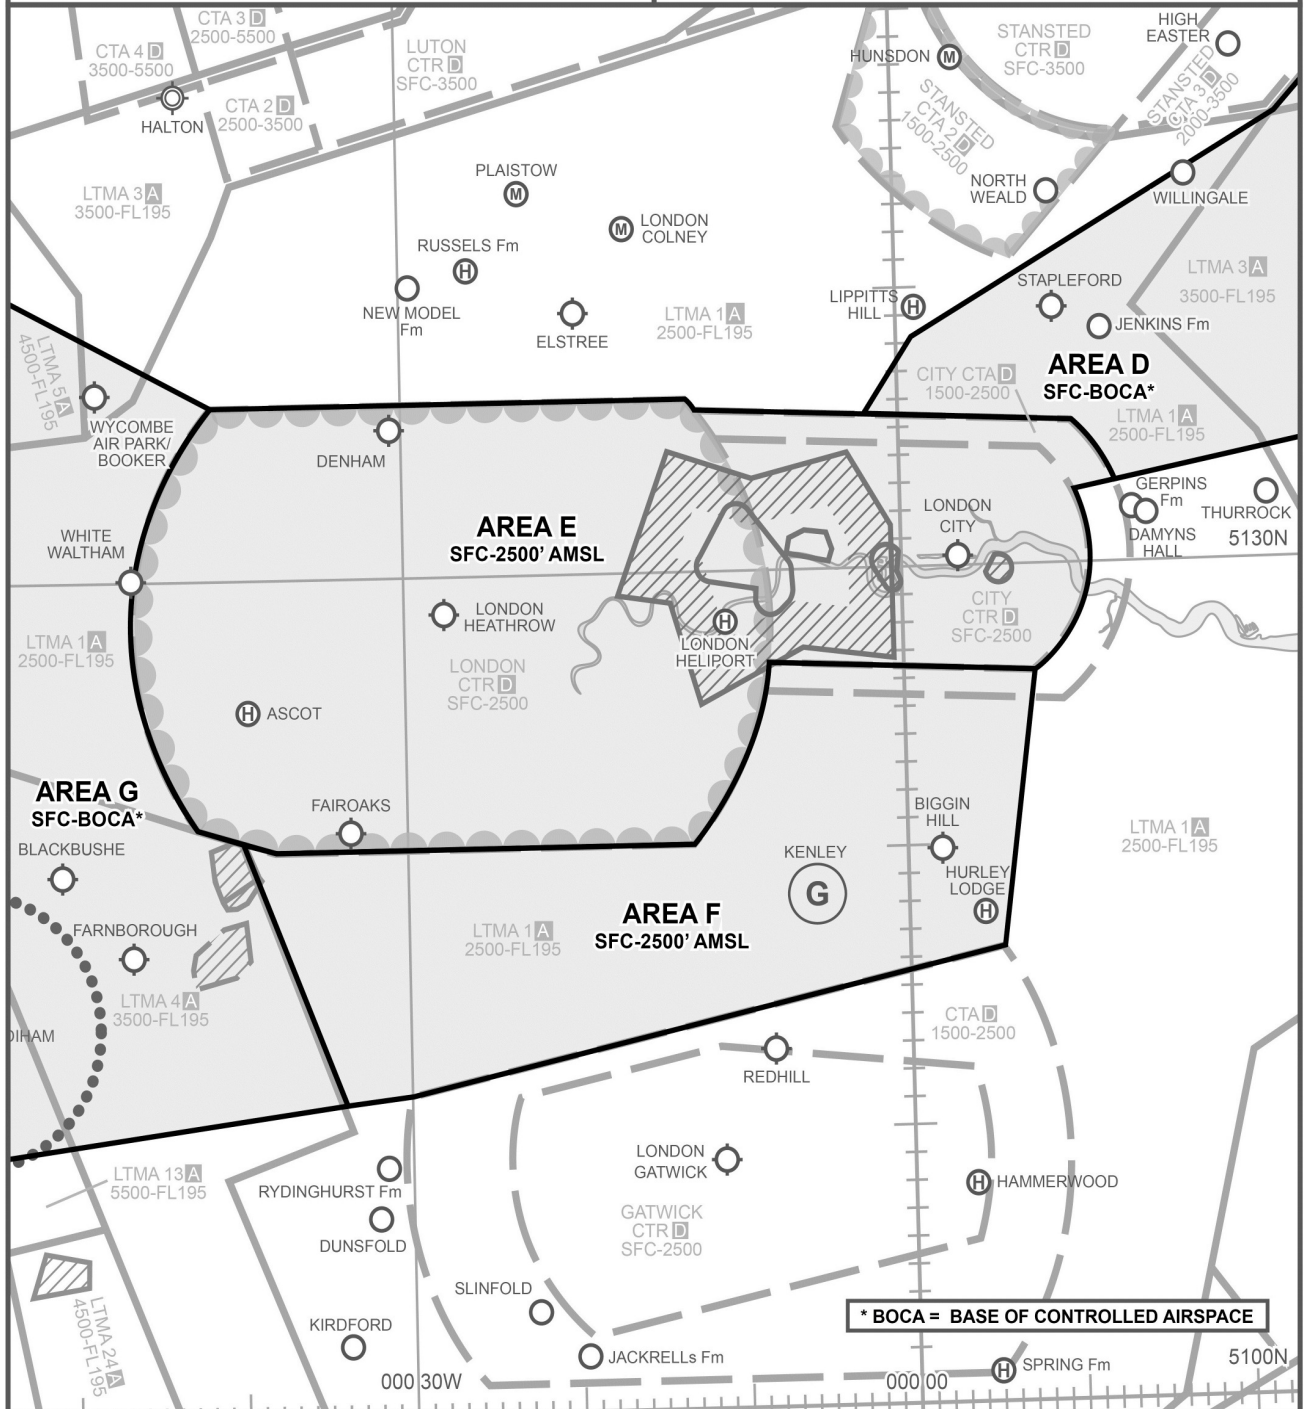 CTA 3 D
2500-5500
CTA 4 D
3500-5500
LUTON
CTR D
SFC-3500
HUNSDON
M
STANSTED
CTR D
SFC-3500
HIGH
EASTER
CTA 2 D
2500-3500
HALTON
STANSTED
CTA 2 D
1500-2500
STANSTED
CTA 3 D
2000-3500
LTMA 3 A
3500-FL195
PLAISTOW
M
NORTH
WEALD
WILLINGALE
M
LONDON
COLNEY
RUSSELS Fm
H
NEW MODEL
Fm
ELSTREE
LTMA 1 A
2500-FL195
LIPPITTS
HILL
H
STAPLEFORD
JENKINS Fm
LTMA 3 A
3500-FL195
LTMA 5 A
4500-FL195
WYCOMBE
AIR PARK/
BOOKER
CITY CTA D
1500-2500
AREA D
SFC-BOCA*
LTMA 1 A
2500-FL195
DENHAM
WHITE
WALTHAM
AREA E
SFC-2500' AMSL
LONDON
CITY
GERPINS
Fm
DAMYNS
HALL
THURROCK
5130N
LONDON
HEATHROW
H
LONDON
HELIPORT
CITY
CTR D
SFC-2500
LTMA 1 A
2500-FL195
LONDON
CTR D
SFC-2500
H ASCOT
AREA G
SFC-BOCA*
FAIROAKS
BIGGIN
HILL
LTMA 1 A
2500-FL195
BLACKBUSHE
KENLEY
G
HURLEY
LODGE
H
AREA F
SFC-2500' AMSL
LTMA 1 A
2500-FL195
FARNBOROUGH
LTMA 4 A
3500-FL195
DIHAM
CTA D
1500-2500
REDHILL
LONDON
GATWICK
LTMA 13 A
5500-FL195
RYDINGHURST Fm
H HAMMERWOOD
DUNSFOLD
GATWICK
CTR D
SFC-2500
SLINFOLD
LTMA 24 A
4500-FL195
KIRDFORD
* BOCA = BASE OF CONTROLLED AIRSPACE
JACKRELLs Fm
H SPRING Fm
5100N
000 30W
000 00